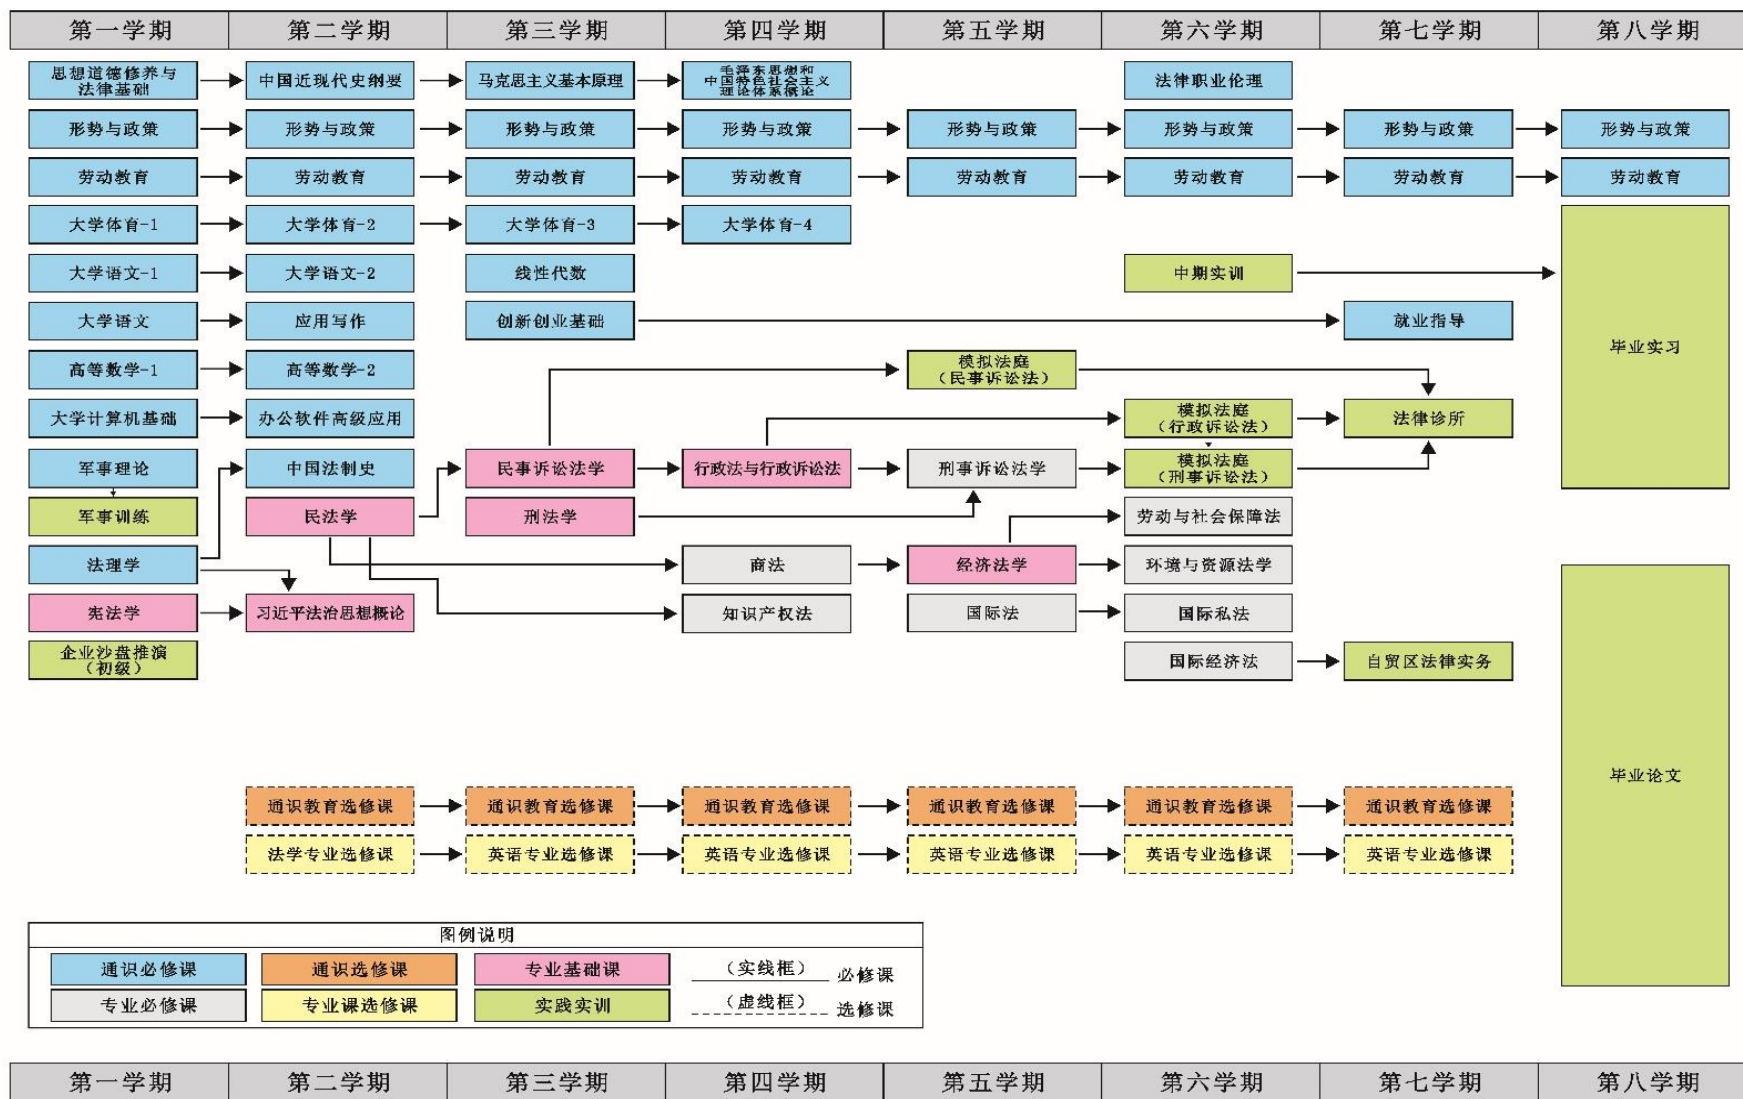 第一学期 第二学期 第三学期 第四学期 第五学期 第六学期 第七学期 第八学期
思想道德修养与
法律基础
中国近现代史纲要
马克思主义基本原理
毛泽东思想和
中国特色社会主义
理论体系概论
法律职业伦理
形势与政策 形势与政策 形势与政策 形势与政策 形势与政策 形势与政策 形势与政策 形势与政策
劳动教育 劳动教育 劳动教育 劳动教育 劳动教育 劳动教育 劳动教育 劳动教育
大学体育-1 大学体育-2 大学体育-3 大学体育-4
大学语文-1 大学语文-2 线性代数 中期实训
大学语文 应用写作 创新创业基础 就业指导
毕业实习
高等数学-1 高等数学-2
模拟法庭
（民事诉讼法）
大学计算机基础 办公软件高级应用
模拟法庭
（行政诉讼法）
法律诊所
军事理论 中国法制史 民事诉讼法学 行政法与行政诉讼法 刑事诉讼法学
模拟法庭
（刑事诉讼法）
军事训练 民法学 刑法学 劳动与社会保障法
法理学 商法 经济法学 环境与资源法学
宪法学 习近平法治思想概论 知识产权法 国际法 国际私法
企业沙盘推演
（初级）
国际经济法 自贸区法律实务
毕业论文
通识教育选修课 通识教育选修课 通识教育选修课 通识教育选修课 通识教育选修课 通识教育选修课
法学专业选修课 英语专业选修课 英语专业选修课 英语专业选修课 英语专业选修课 英语专业选修课
图例说明
通识必修课 通识选修课 专业基础课 （实线框） 必修课
专业必修课 专业课选修课 实践实训 （虚线框） 选修课
第一学期 第二学期 第三学期 第四学期 第五学期 第六学期 第七学期 第八学期